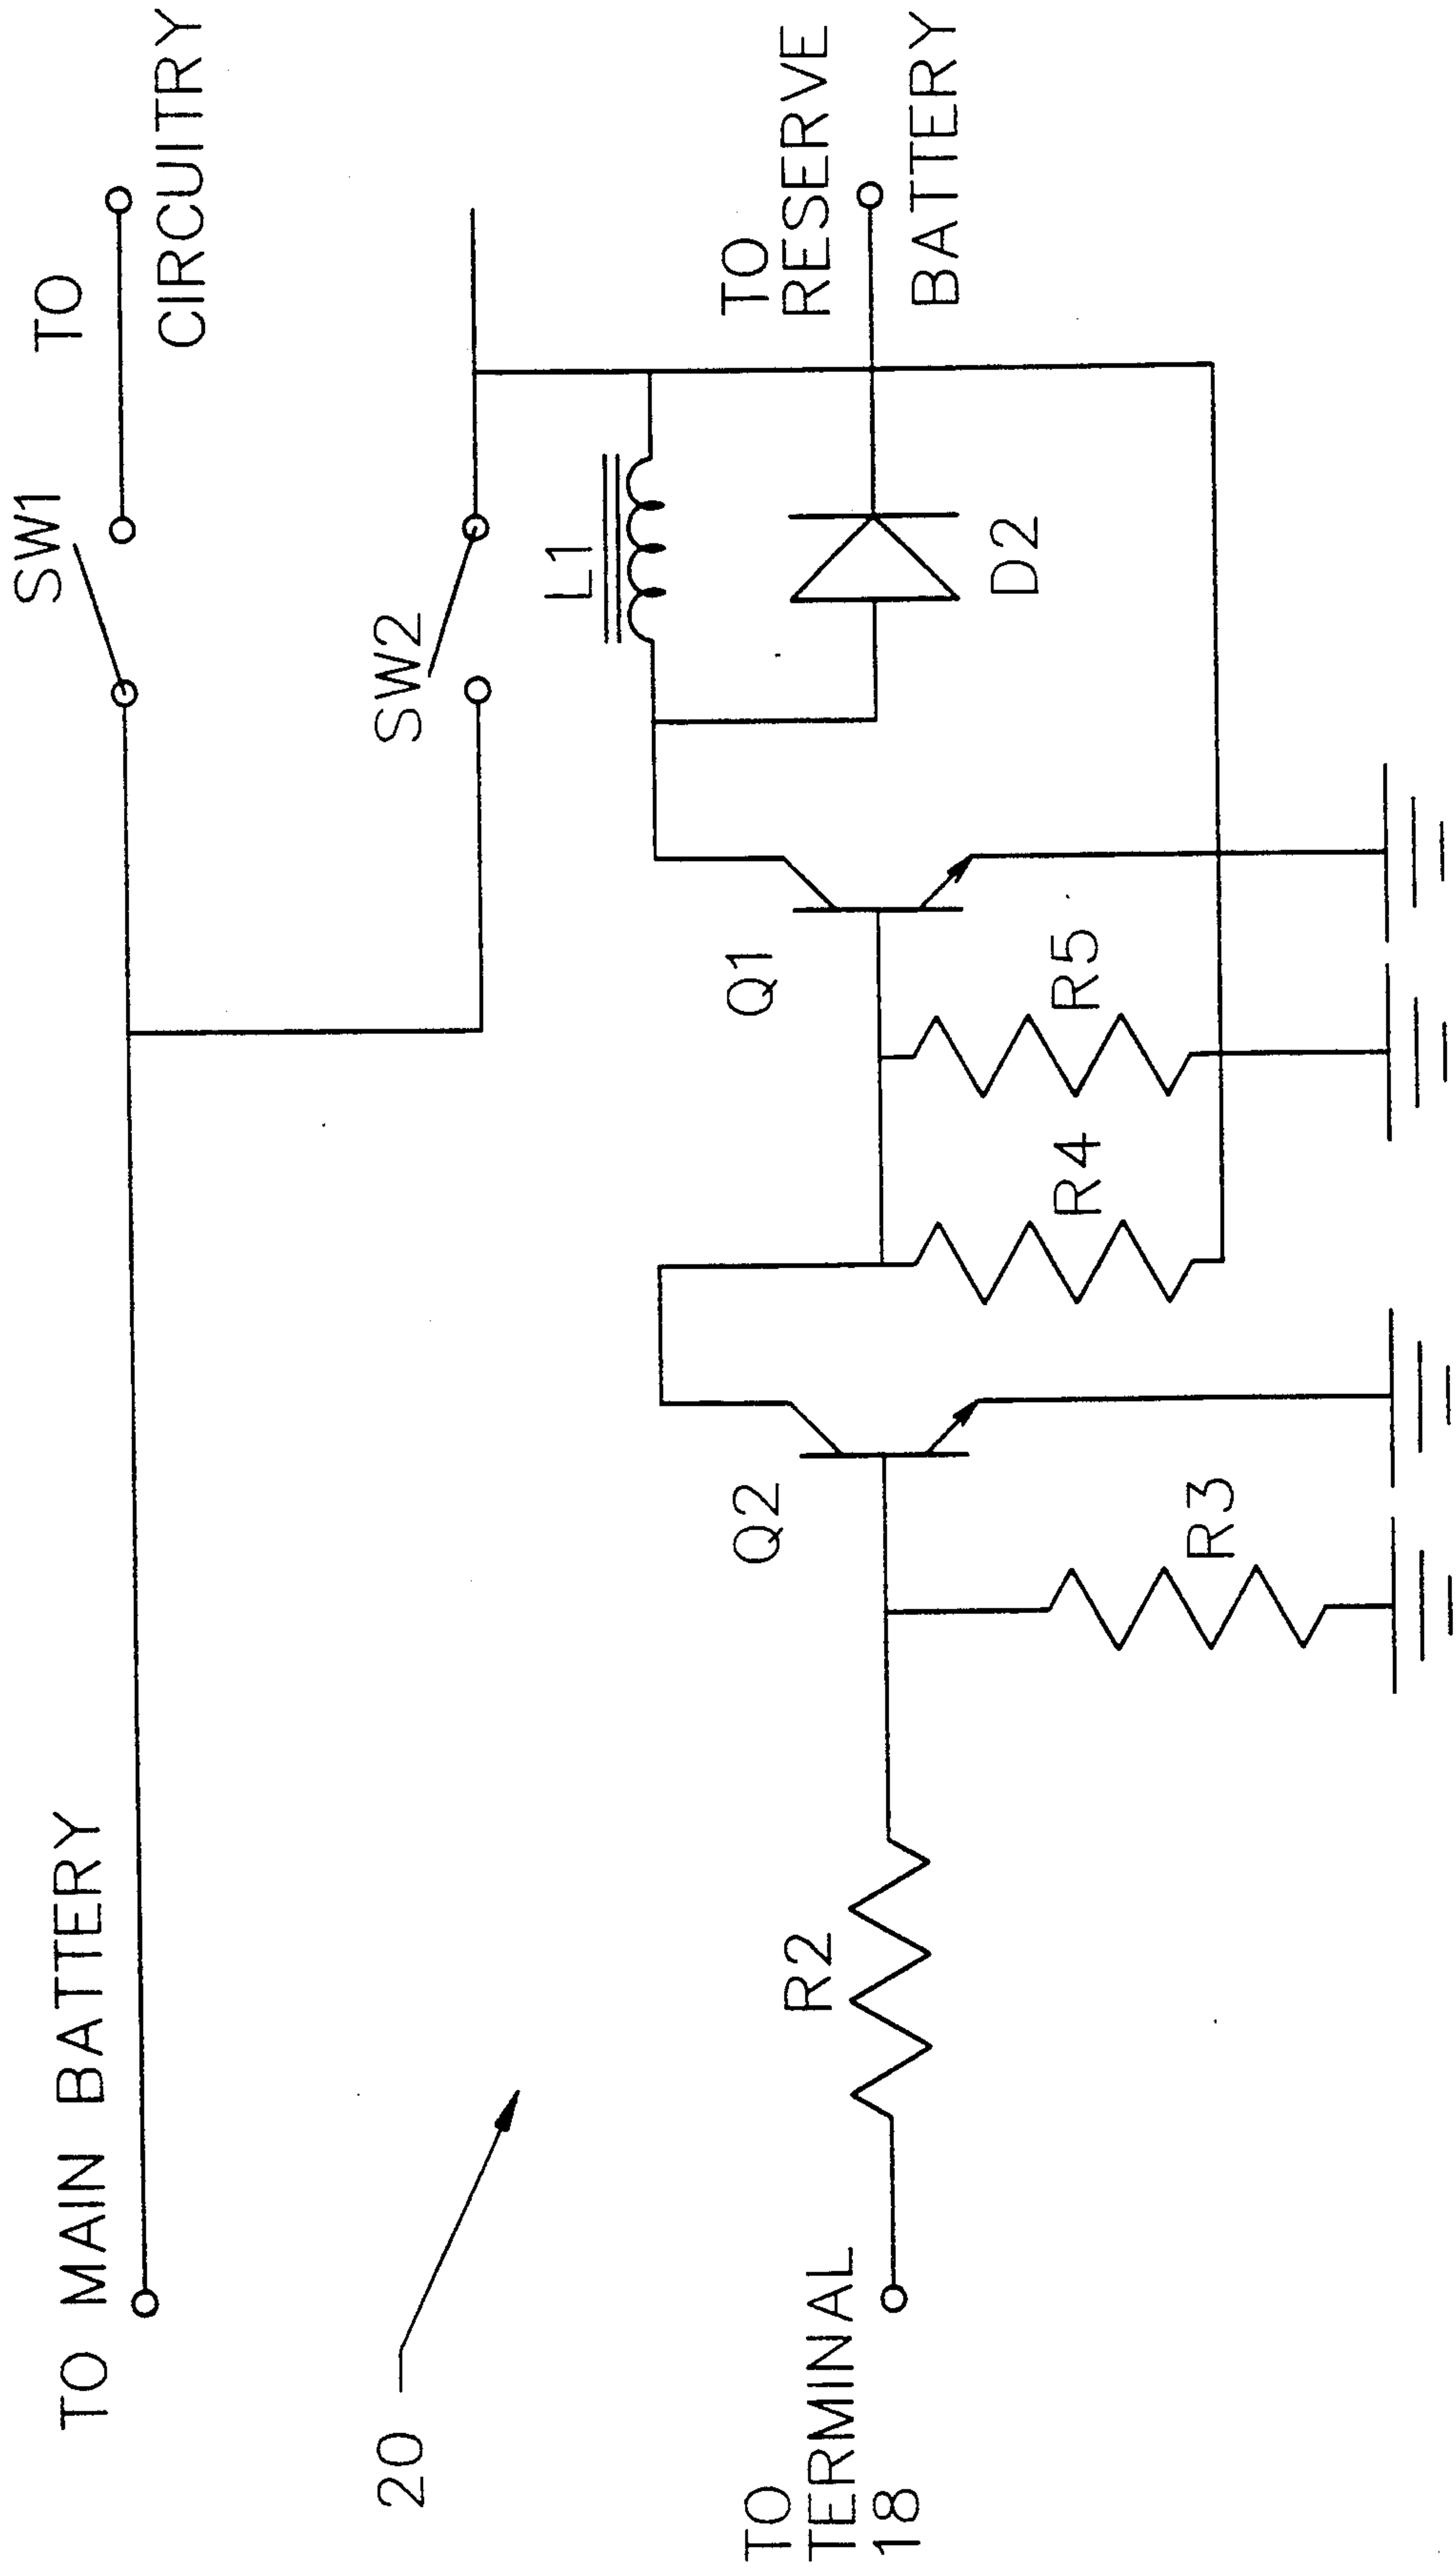 TO MAIN BATTERY
SW1
TO
CIRCUITRY
20
SW2
L1
TO
RESERVE
BATTERY
D2
Q1
Q2
R5
R4
R3
R2
TO
TERMINAL
18